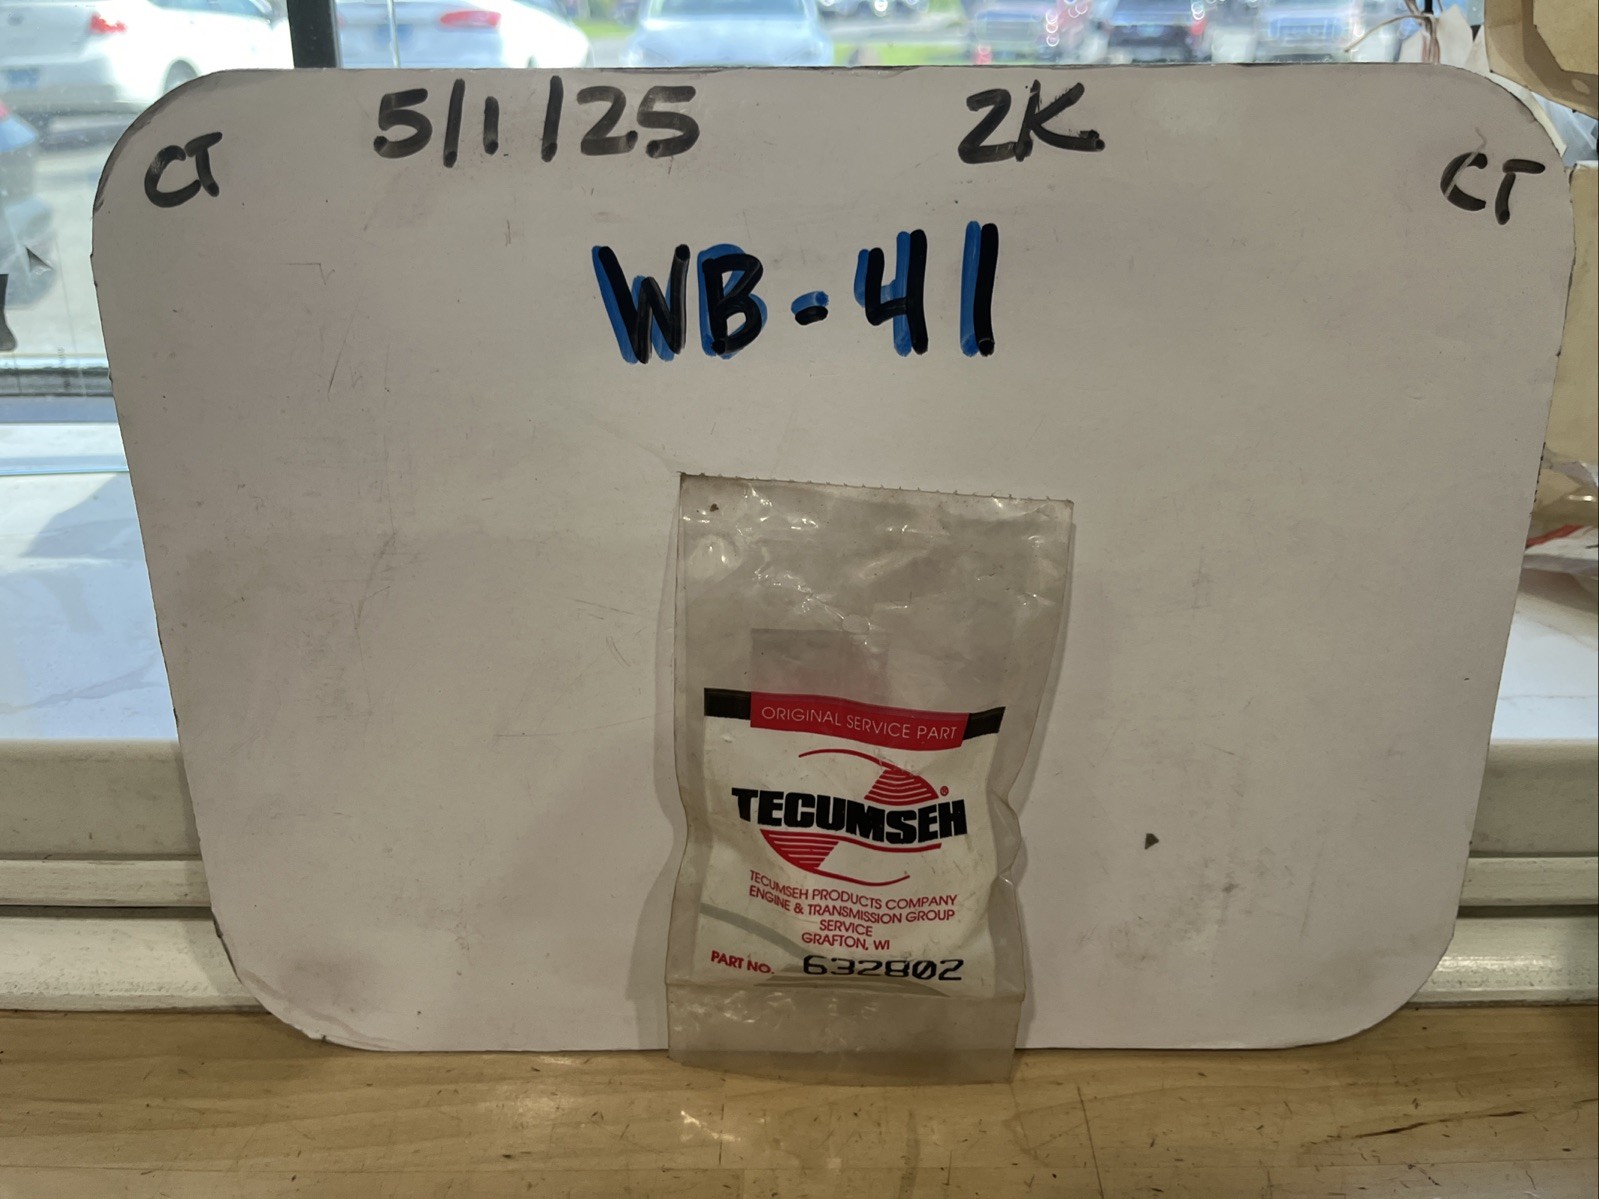 5/1/25 2K
CT CT
WB-41
ORIGINAL SERVICE PART
TECUMSEH®
TECUMSEH PRODUCTS COMPANY
ENGINE & TRANSMISSION GROUP
SERVICE
GRAFTON, WI
PART NO. 632802